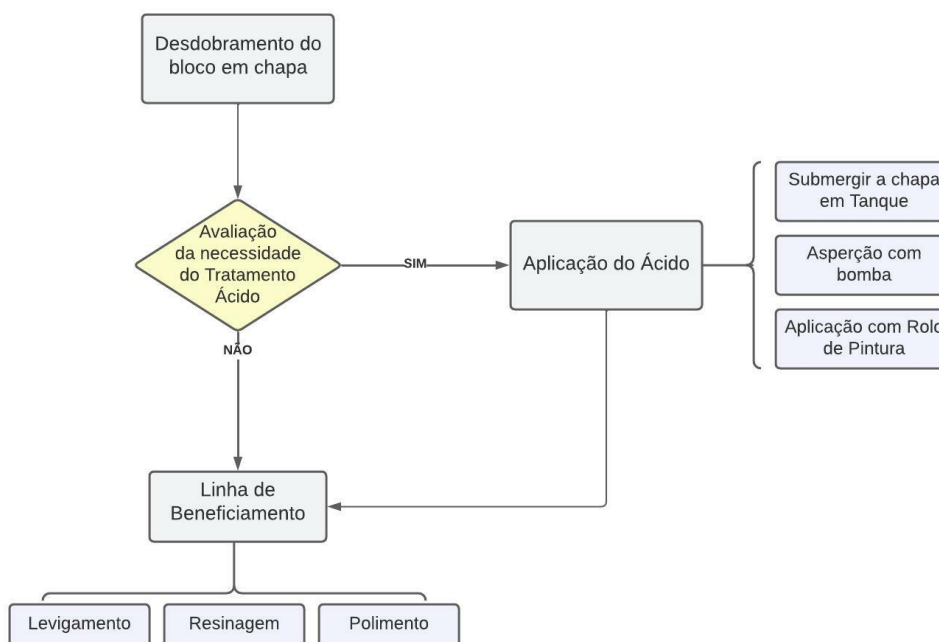 Desdobramento do
bloco em chapa
Avaliação
da necessidade
do Tratamento
Ácido
SIM
Aplicação do Ácido
Submergir a chapa
em Tanque
Asperção com
bomba
Aplicação com Rolo
de Pintura
NÃO
Linha de
Beneficiamento
Levigamento
Resinagem
Polimento